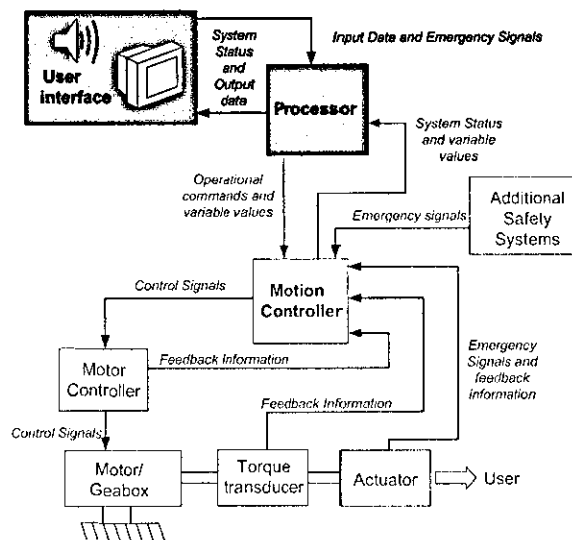 System
Status
and
Output
data
Input Data and Emergency Signals
User
interface
Processor
System Status
and variable
values
Operational
commands and
variable values
Emergency signals
Additional
Safety
Systems
Control Signals
Motion
Controller
Feedback Information
Motor
Controller
Emergency
Signals and
feedback
information
Feedback Information
Control Signals
Motor/
Geabox
Torque
transducer
Actuator
User